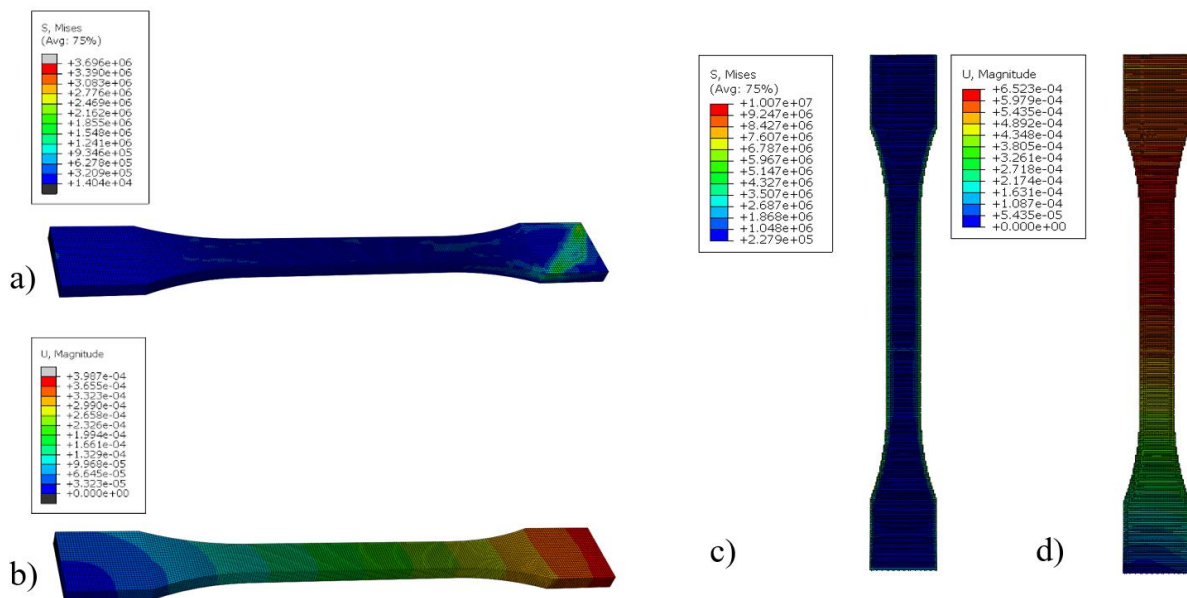 S, Mises
(Avg: 75%)
+3.696e+06
+3.390e+06
+3.083e+06
+2.776e+06
+2.469e+06
+2.162e+06
+1.855e+06
+1.548e+06
+1.241e+06
+9.346e+05
+6.278e+05
+3.209e+05
+1.404e+04
a)
U, Magnitude
+3.987e-04
+3.655e-04
+3.323e-04
+2.990e-04
+2.658e-04
+2.326e-04
+1.994e-04
+1.661e-04
+1.329e-04
+9.968e-05
+6.645e-05
+3.323e-05
+0.000e+00
b)
S, Mises
(Avg: 75%)
+1.007e+07
+9.247e+06
+8.427e+06
+7.607e+06
+6.787e+06
+5.967e+06
+5.147e+06
+4.327e+06
+3.507e+06
+2.687e+06
+1.868e+06
+1.048e+06
+2.279e+05
c)
U, Magnitude
+6.523e-04
+5.979e-04
+5.435e-04
+4.892e-04
+4.348e-04
+3.805e-04
+3.261e-04
+2.718e-04
+2.174e-04
+1.631e-04
+1.087e-04
+5.435e-05
+0.000e+00
d)